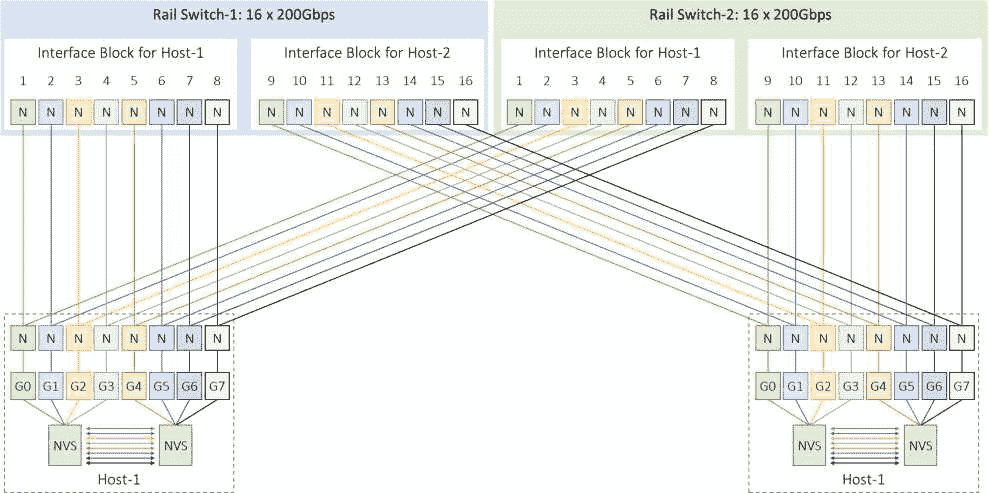 Rail Switch-1: 16 x 200Gbps
Rail Switch-2: 16 x 200Gbps
Interface Block for Host-1
Interface Block for Host-2
Interface Block for Host-1
Interface Block for Host-2
1 2 3 4 5 6 7 8
9 10 11 12 13 14 15 16
1 2 3 4 5 6 7 8
9 10 11 12 13 14 15 16
N N N N N N N N
N N N N N N N N
N N N N N N N N
N N N N N N N N
N N N N N N N N
N N N N N N N N
G0 G1 G2 G3 G4 G5 G6 G7
G0 G1 G2 G3 G4 G5 G6 G7
NVS NVS
NVS NVS
Host-1
Host-1